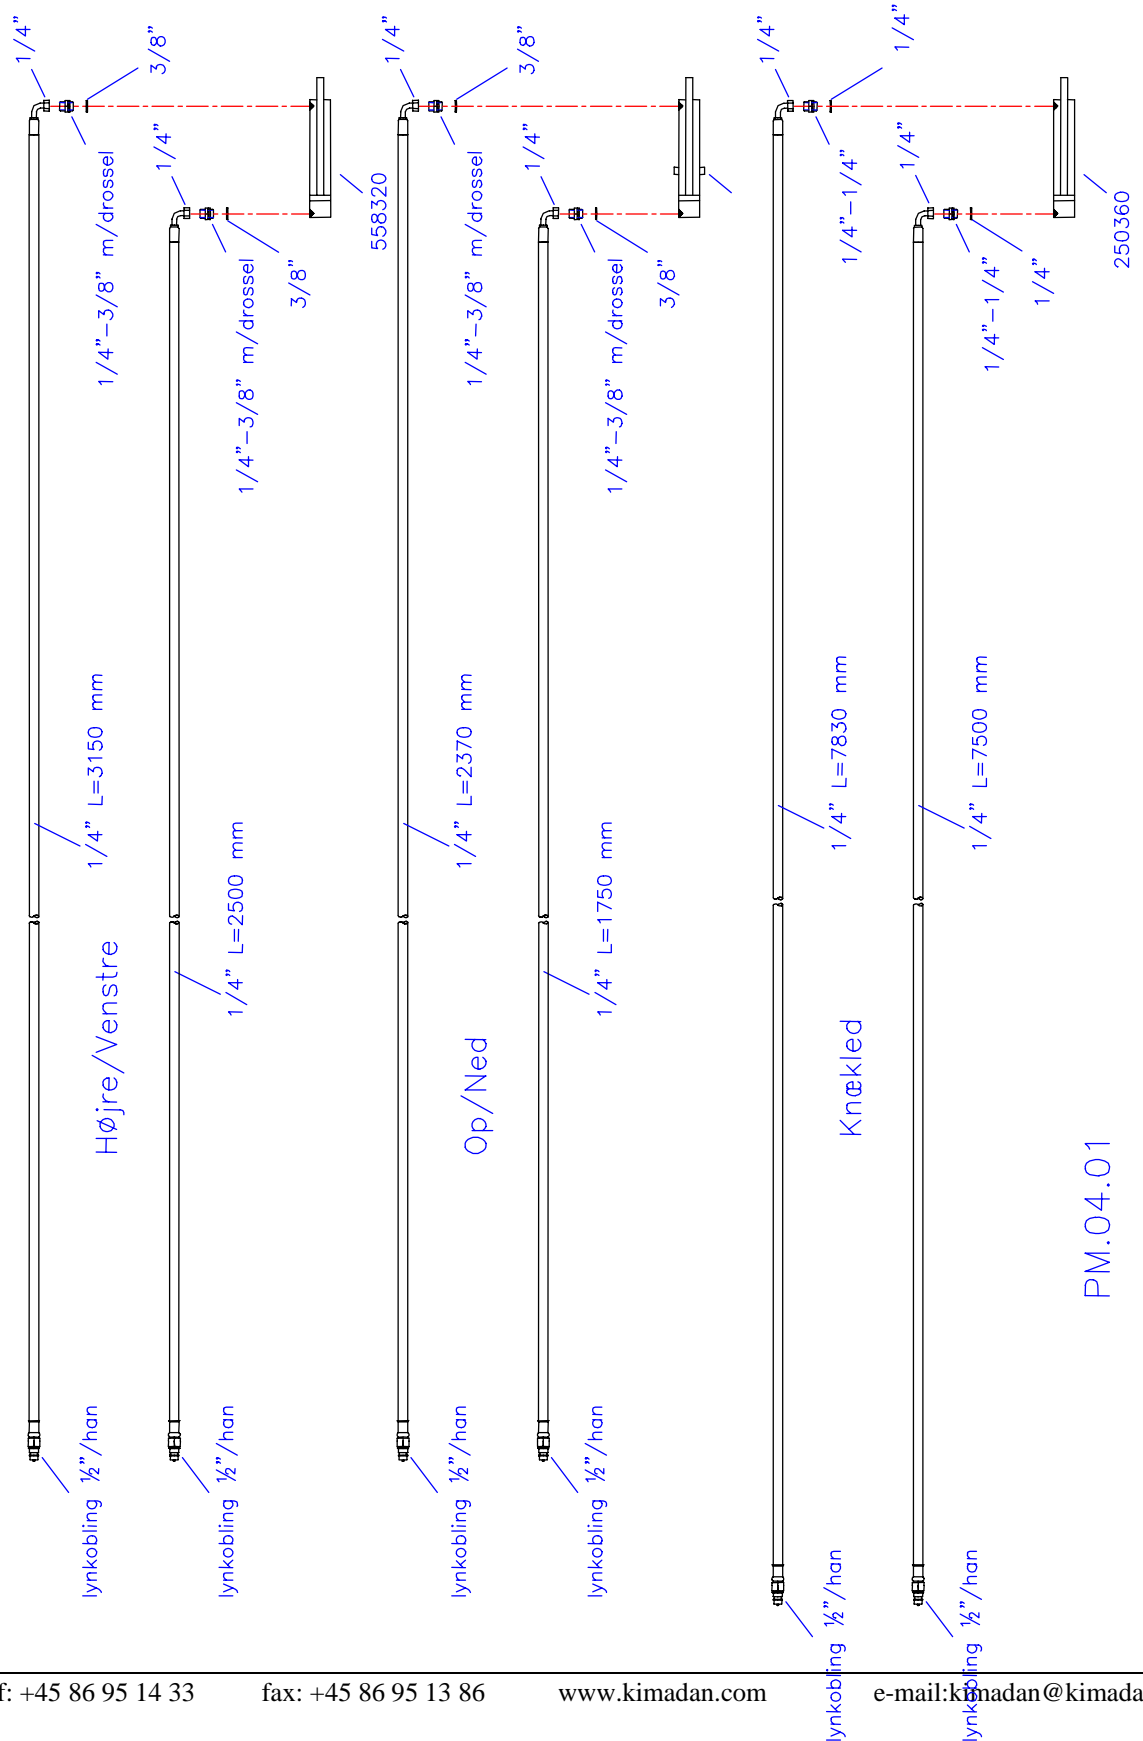 lynkobling ½"/han
1/4" L=3150 mm
1/4"
1/4"-3/8" m/drossel
3/8"
Højre/Venstre
lynkobling ½"/han
1/4" L=2500 mm
1/4"
1/4"-3/8" m/drossel
3/8"
558320
lynkobling ½"/han
1/4" L=2370 mm
1/4"
1/4"-3/8" m/drossel
3/8"
Op/Ned
lynkobling ½"/han
1/4" L=1750 mm
1/4"
1/4"-3/8" m/drossel
3/8"
lynkobling ½"/han
1/4" L=7830 mm
1/4"
1/4"-1/4"
1/4"
Knækled
lynkobling ½"/han
1/4" L=7500 mm
1/4"
1/4"-1/4"
1/4"
250360
PM.04.01
f: +45 86 95 14 33 fax: +45 86 95 13 86 www.kimadan.com e-mail:kimadan@kimada